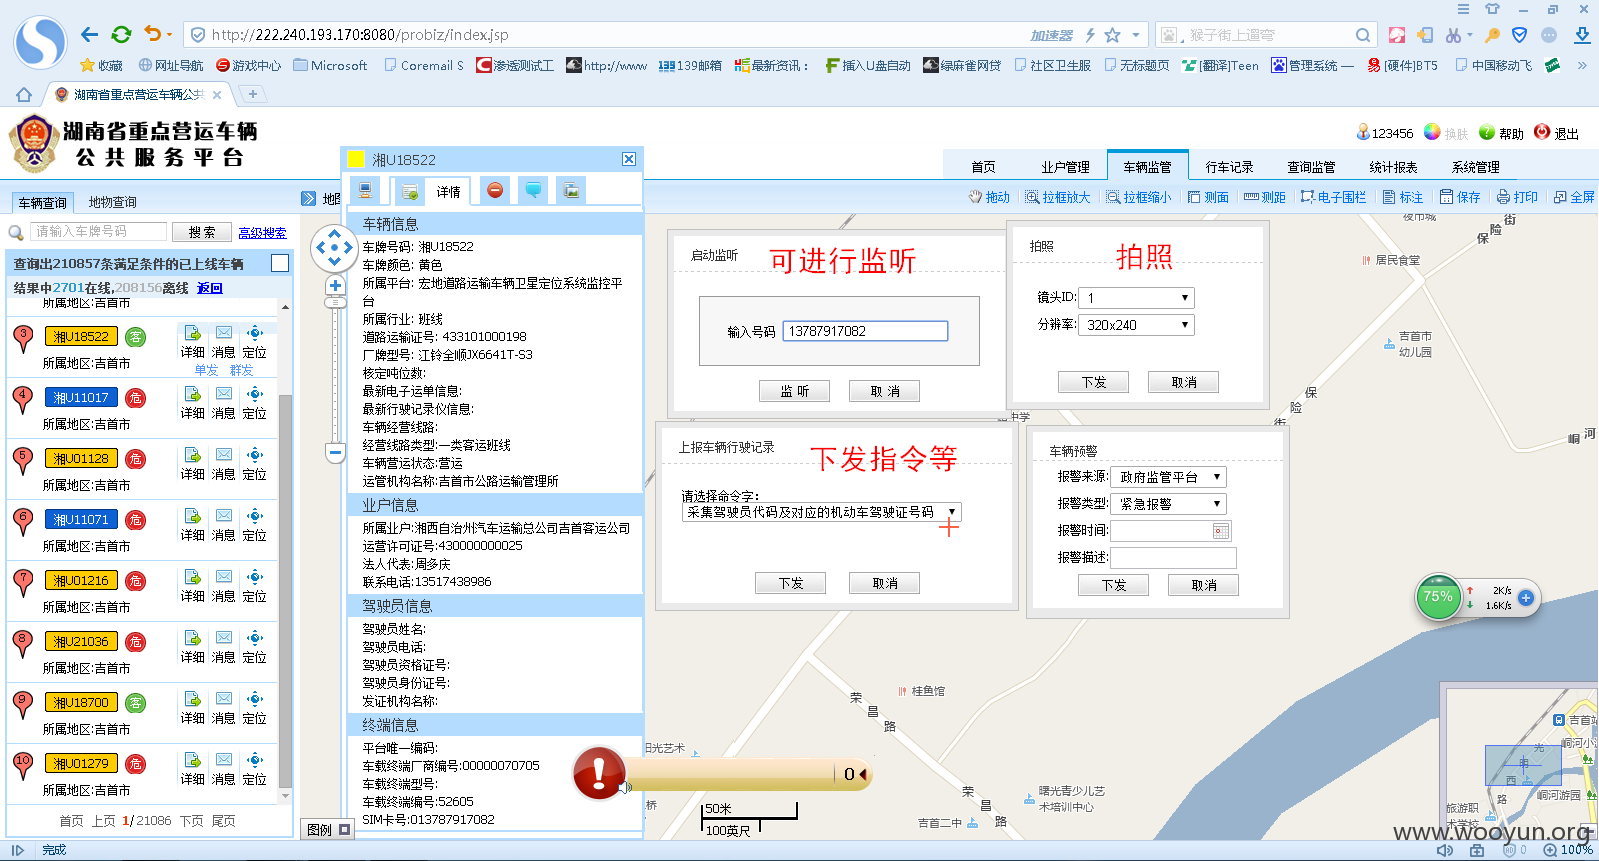 http://222.240.193.170:8080/probiz/index.jsp
加速器
猴子街上遛弯
收藏
网址导航
游戏中心
Microsoft
Coremail S
渗透测试工
http://www
139邮箱
最新资讯：
插入U盘自动
绿麻雀网贷
社区卫生服
无标题页
[翻译]Teen
管理系统 —
[硬件]BT5
中国移动飞
湖南省重点营运车辆公共
湖南省重点营运车辆
公共服务平台
123456
换肤
帮助
退出
首页
业户管理
车辆监管
行车记录
查询监管
统计报表
系统管理
车辆查询
地物查询
地图
拖动
拉框放大
拉框缩小
测面
测距
电子围栏
标注
保存
打印
全屏
请输入车牌号码
搜 索
高级搜索
查询出210857条满足条件的已上线车辆
结果中2701在线,208156离线 返回
所属地区:吉首市
3 湘U18522 客
详细 消息 定位
所属地区:吉首市
单发 群发
4 湘U11017 危
详细 消息 定位
所属地区:吉首市
5 湘U01128 危
详细 消息 定位
所属地区:吉首市
6 湘U11071 危
详细 消息 定位
所属地区:吉首市
7 湘U01216 危
详细 消息 定位
所属地区:吉首市
8 湘U21036 危
详细 消息 定位
所属地区:吉首市
9 湘U18700 客
详细 消息 定位
所属地区:吉首市
10 湘U01279 危
详细 消息 定位
所属地区:吉首市
首页 上页 1/21086 下页 尾页
完成
湘U18522
详情
车辆信息
车牌号码: 湘U18522
车牌颜色: 黄色
所属平台: 宏地道路运输车辆卫星定位系统监控平
台
所属行业: 班线
道路运输证号: 433101000198
厂牌型号: 江铃全顺JX6641T-S3
核定吨位数:
最新电子运单信息:
最新行驶记录仪信息:
车辆经营线路:
经营线路类型:一类客运班线
车辆营运状态:营运
运管机构名称:吉首市公路运输管理所
业户信息
所属业户:湘西自治州汽车运输总公司吉首客运公司
运营许可证号:430000000025
法人代表:周多庆
联系电话:13517438986
驾驶员信息
驾驶员姓名:
驾驶员电话:
驾驶员资格证号:
驾驶员身份证号:
发证机构名称:
终端信息
平台唯一编码:
车载终端厂商编号:00000070705
车载终端型号:
车载终端编号:52605
SIM卡号:013787917082
图例
启动监听
可进行监听
输入号码
13787917082
监 听
取 消
拍照
拍照
镜头ID:
1
分辨率:
320x240
下发
取消
上报车辆行驶记录
下发指令等
请选择命令字:
采集驾驶员代码及对应的机动车驾驶证号码
下发
取消
车辆预警
报警来源:
政府监管平台
报警类型:
紧急报警
报警时间:
报警描述:
下发
取消
夜市城
保险街
居民食堂
吉首市
幼儿园
保险街
峒河
中学
75%
2K/s
1.6K/s
荣昌路
桂鱼馆
阳光艺术
桥
荣昌路
曙光青少儿艺
术培训中心
吉首二中
0
50米
100英尺
吉首站
峒河小
光明西路
峒河游园
旅游职
术学校
www.wooyun.org
0
100%